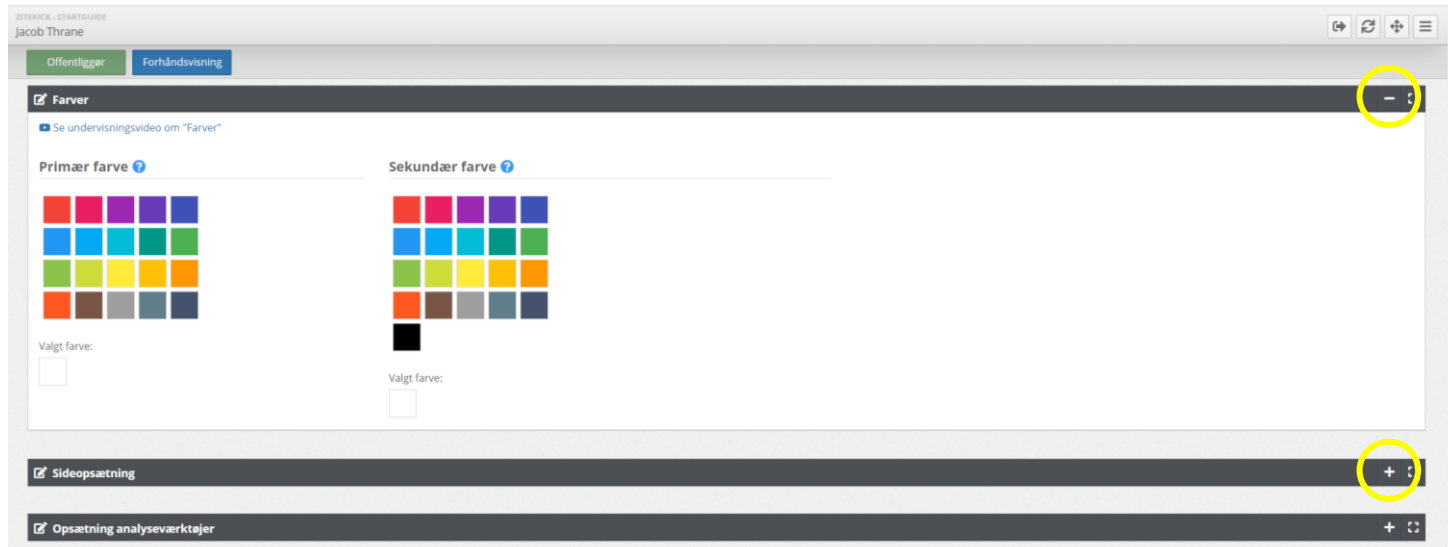 ZITEKICK - STARTGUIDE
Jacob Thrane
Offentliggør
Forhåndsvisning
Farver
Se undervisningsvideo om "Farver"
Primær farve
Sekundær farve
Valgt farve:
Valgt farve:
Sideopsætning
Opsætning analyseværktøjer